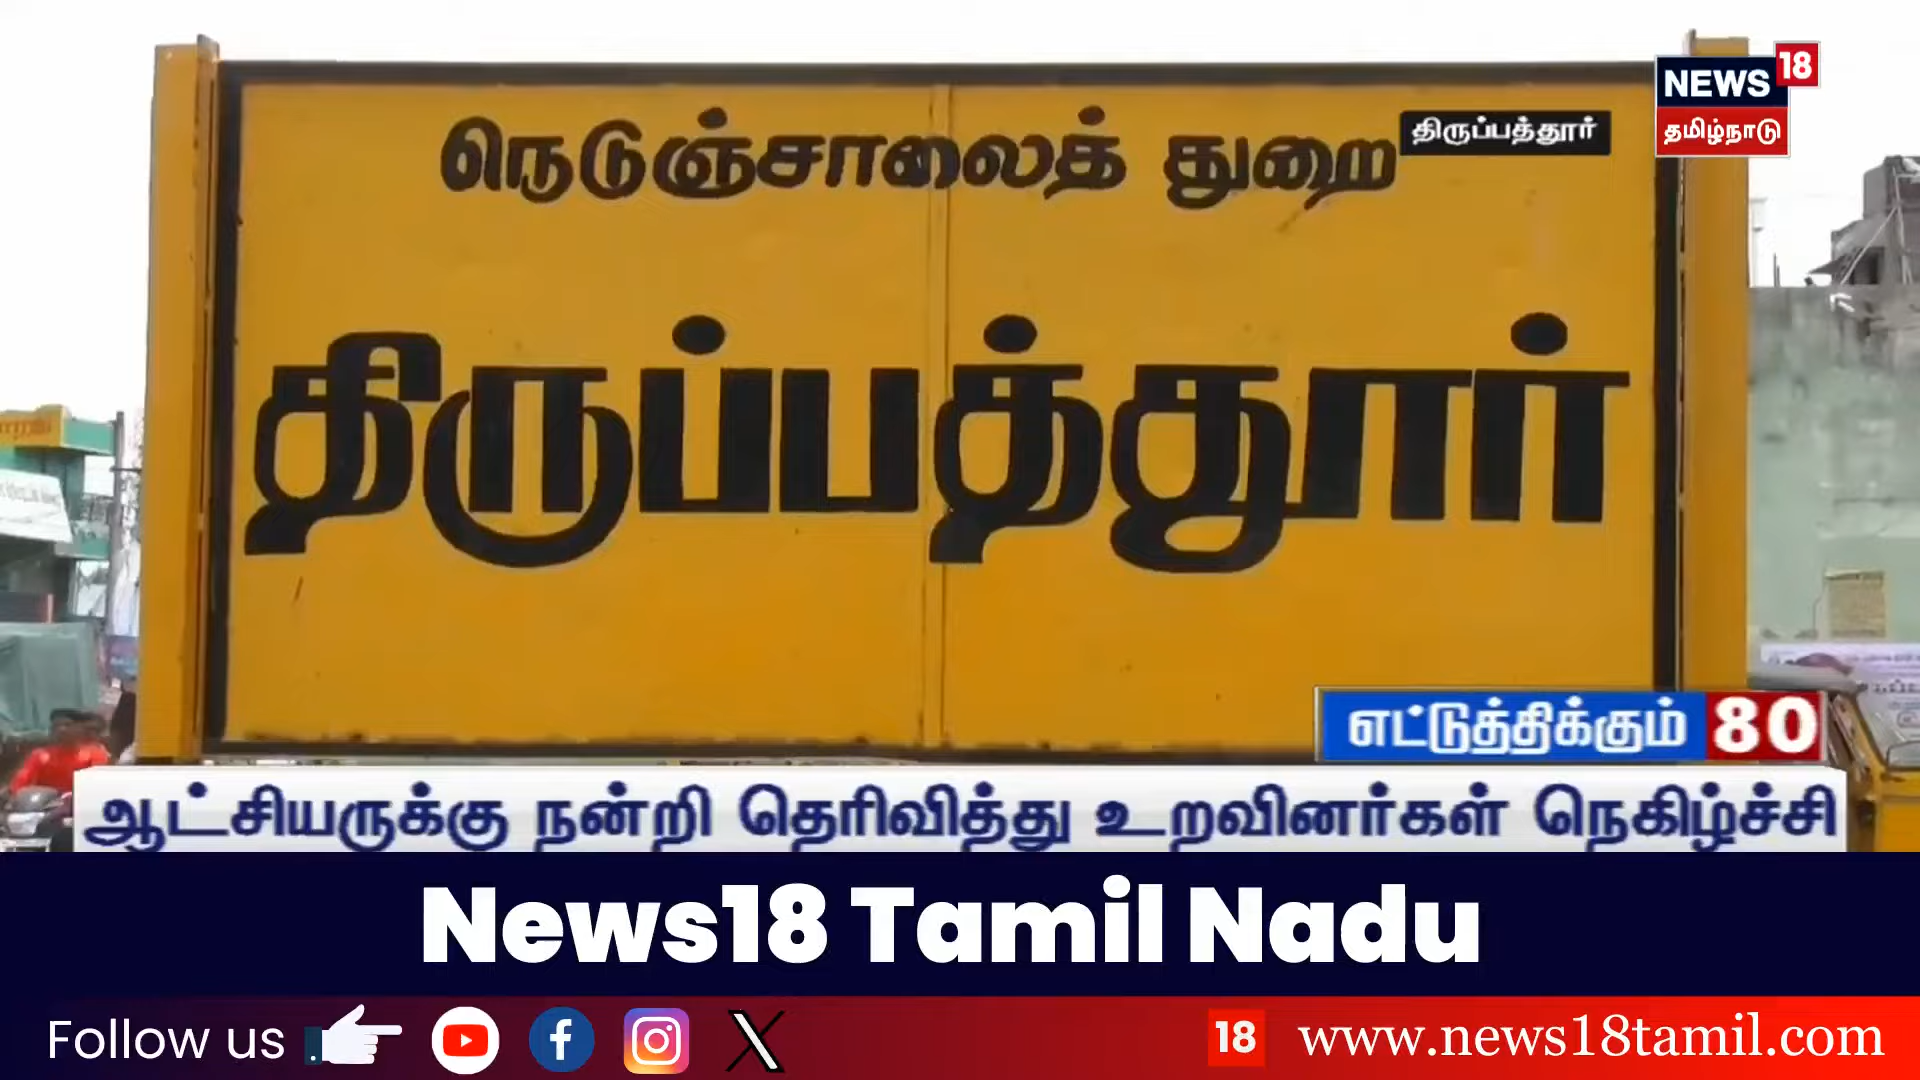 நெடுஞ்சாலைத் துறை
திருப்பத்தூர்
NEWS 18
தமிழ்நாடு
திருப்பத்தூர்
எட்டுத்திக்கும் 80
ஆட்சியருக்கு நன்றி தெரிவித்து உறவினர்கள் நெகிழ்ச்சி
News18 Tamil Nadu
Follow us
18 www.news18tamil.com